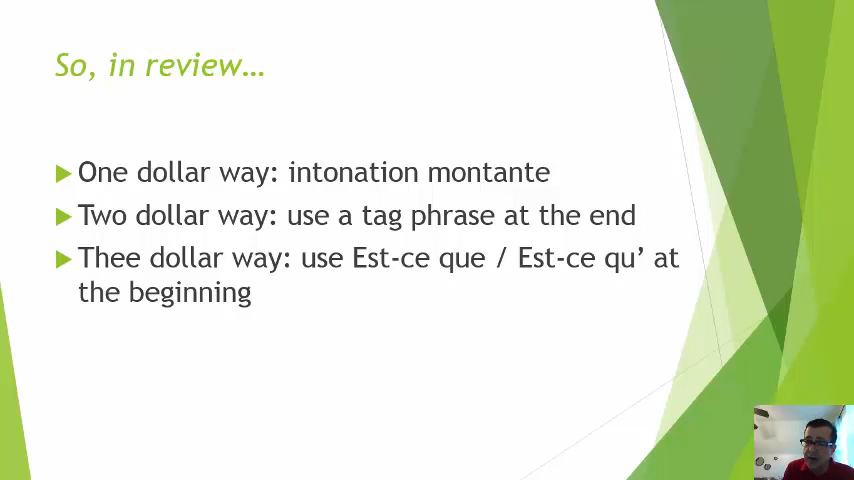 So, in review…
One dollar way: intonation montante
Two dollar way: use a tag phrase at the end
Thee dollar way: use Est-ce que / Est-ce qu’ at
the beginning